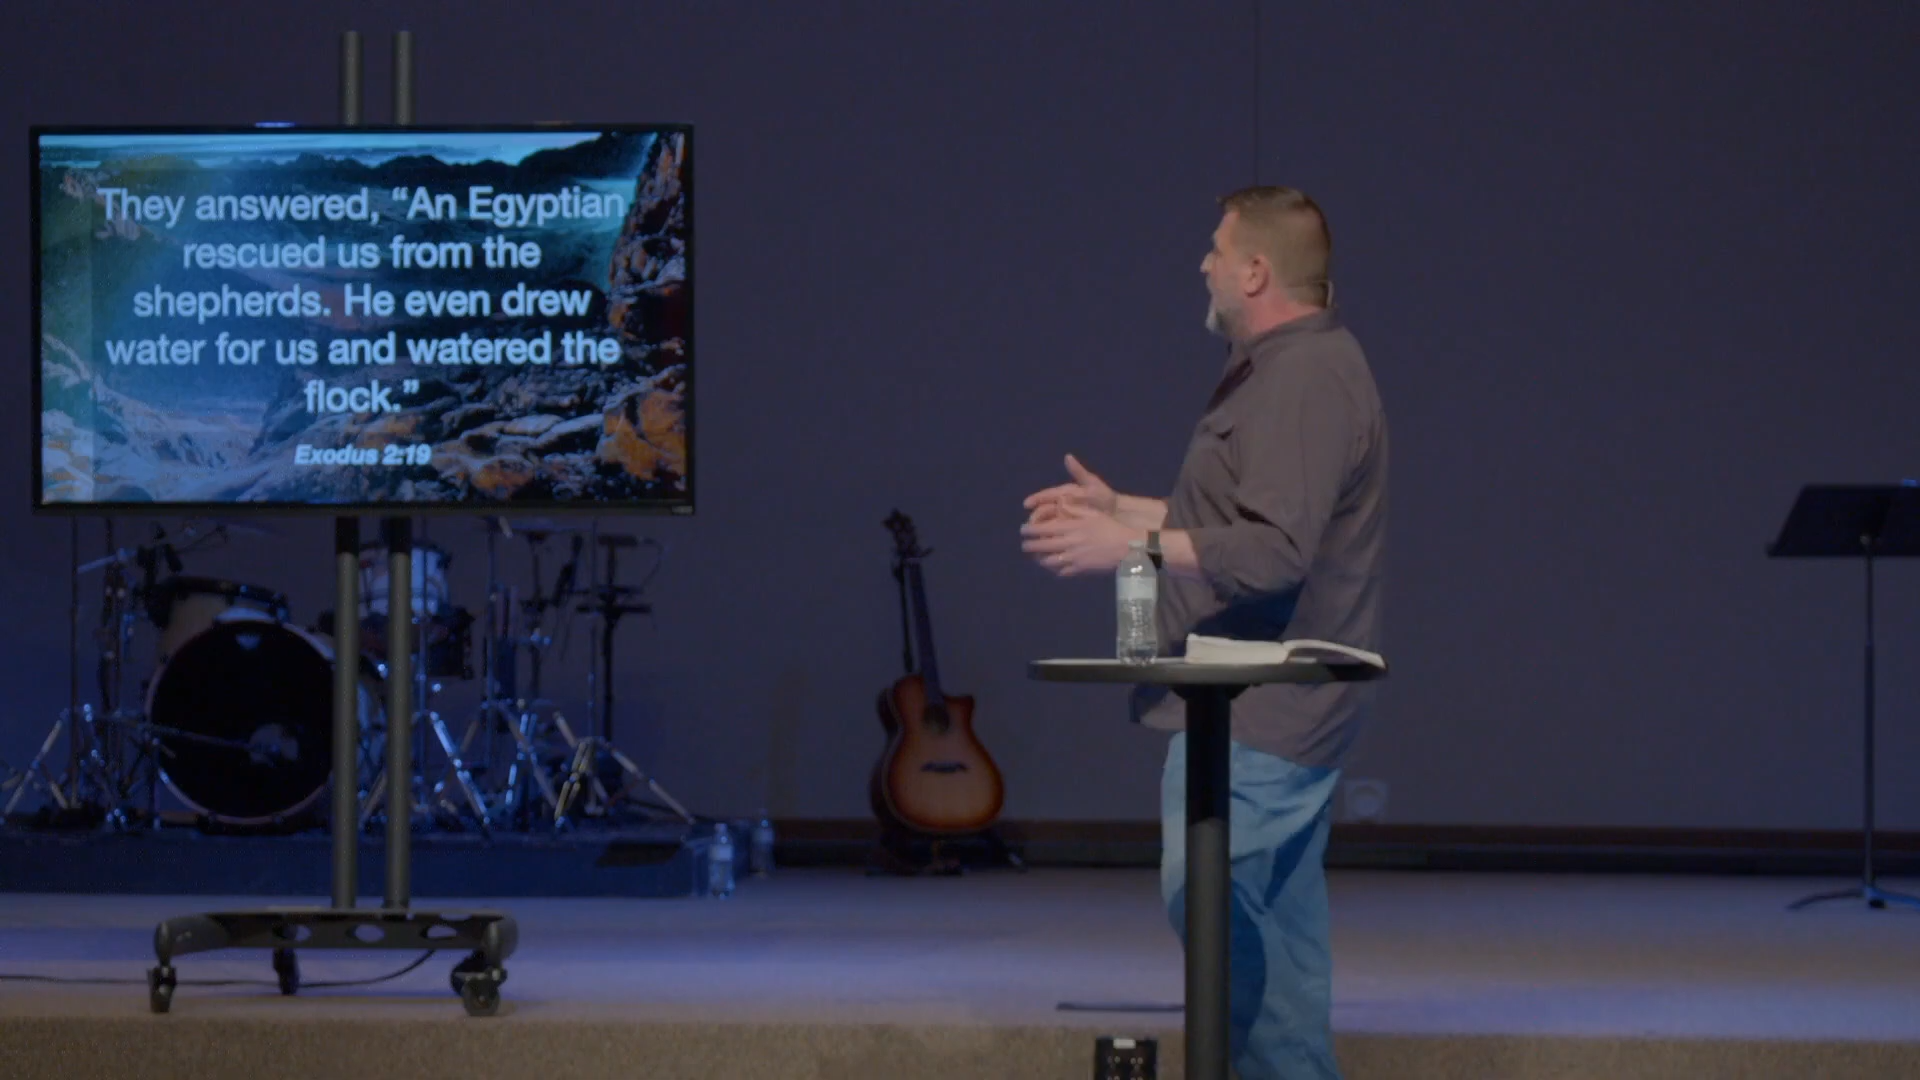 They answered, “An Egyptian
rescued us from the
shepherds. He even drew
water for us and watered the
flock.”
Exodus 2:19